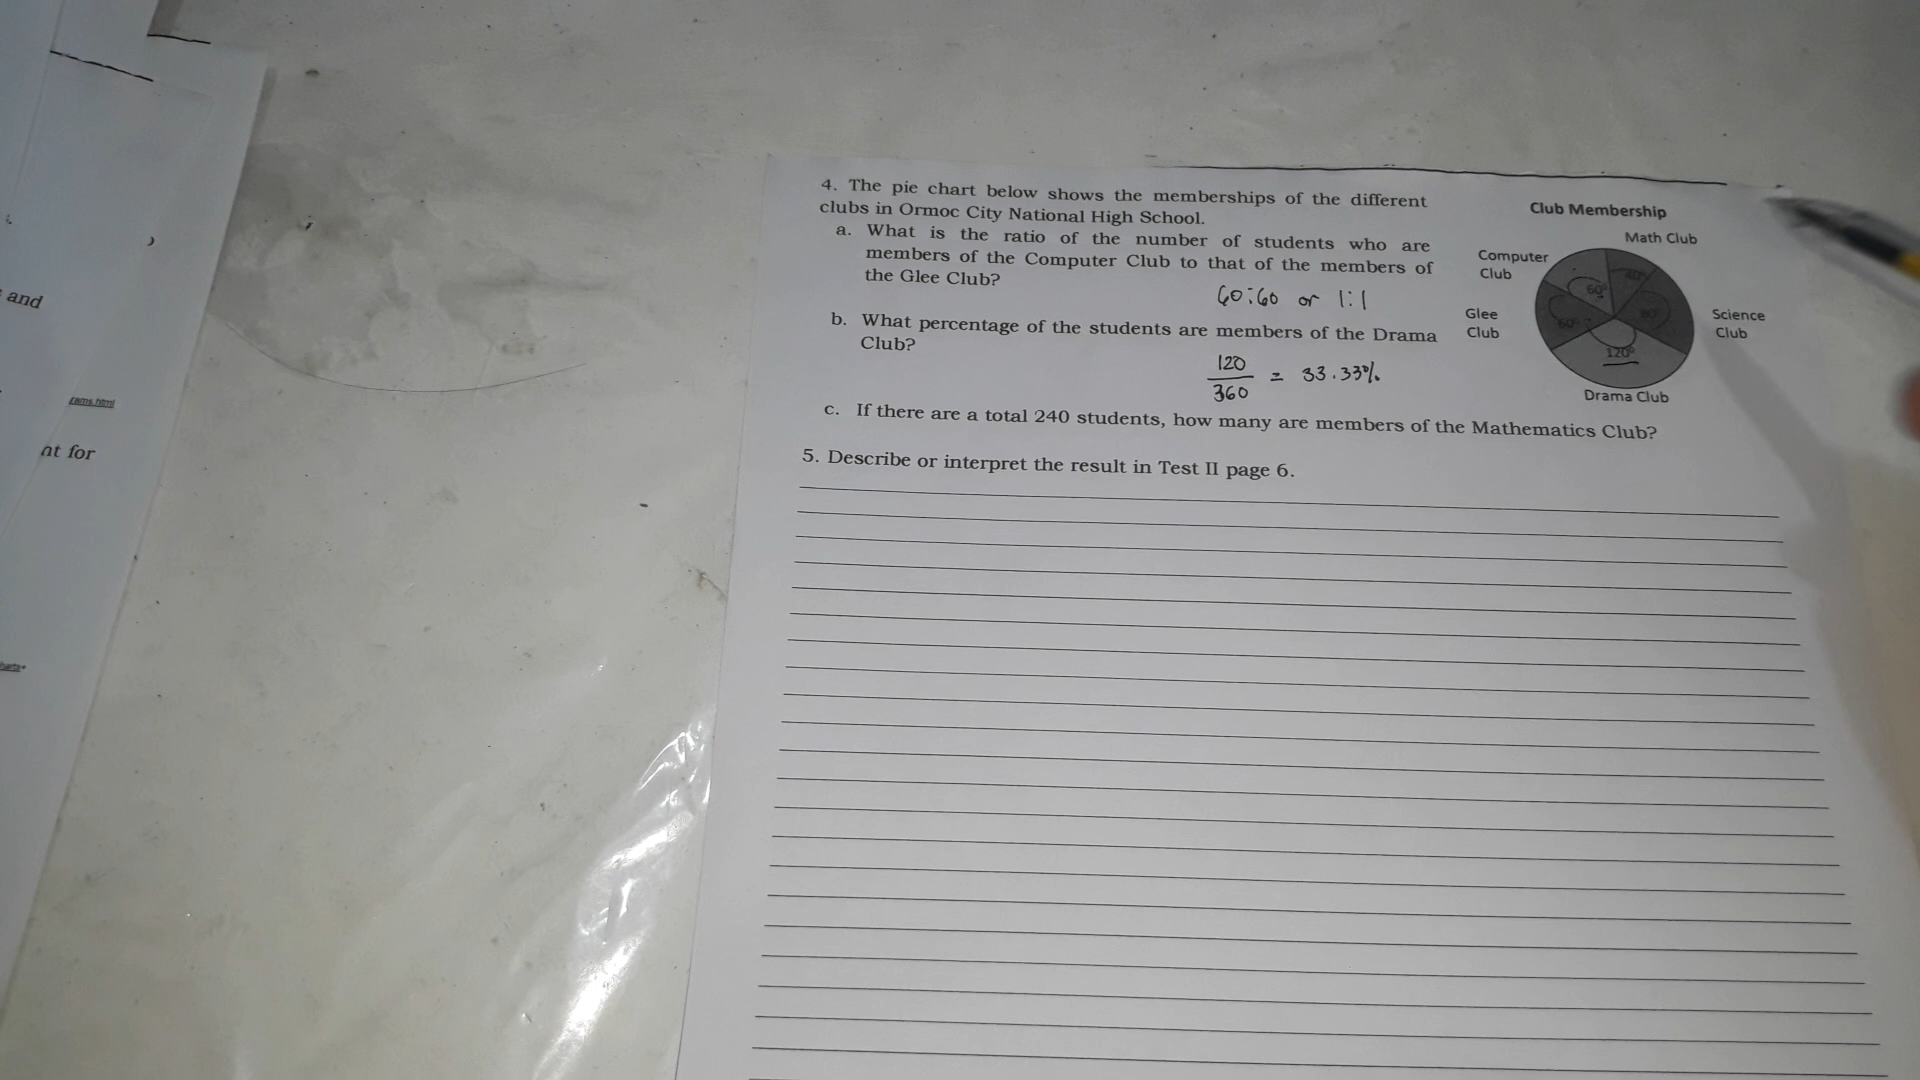 and
nt for
4. The pie chart below shows the memberships of the different
clubs in Ormoc City National High School.
a. What is the ratio of the number of students who are
members of the Computer Club to that of the members of
the Glee Club?
60:60 or 1:1
b. What percentage of the students are members of the Drama
Club?
120
360
= 33.33%
c. If there are a total 240 students, how many are members of the Mathematics Club?
5. Describe or interpret the result in Test II page 6.
Club Membership
Math Club
Computer
Club
Glee
Club
Science
Club
Drama Club
40°
60°
80°
60°
120°